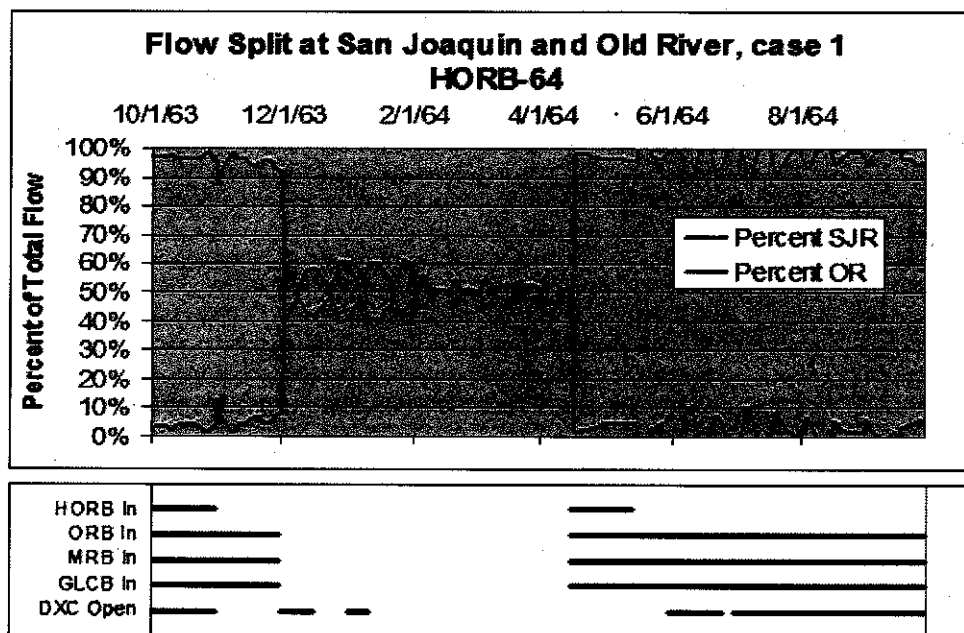 Flow Split at San Joaquin and Old River, case 1
HORB-64
10/1/63 12/1/63 2/1/64 4/1/64 6/1/64 8/1/64
Percent of Total Flow
100%
90%
80%
70%
60%
50%
40%
30%
20%
10%
0%
Percent SJR
Percent OR
HORB In
ORB In
MRB In
GLCB In
DXC Open